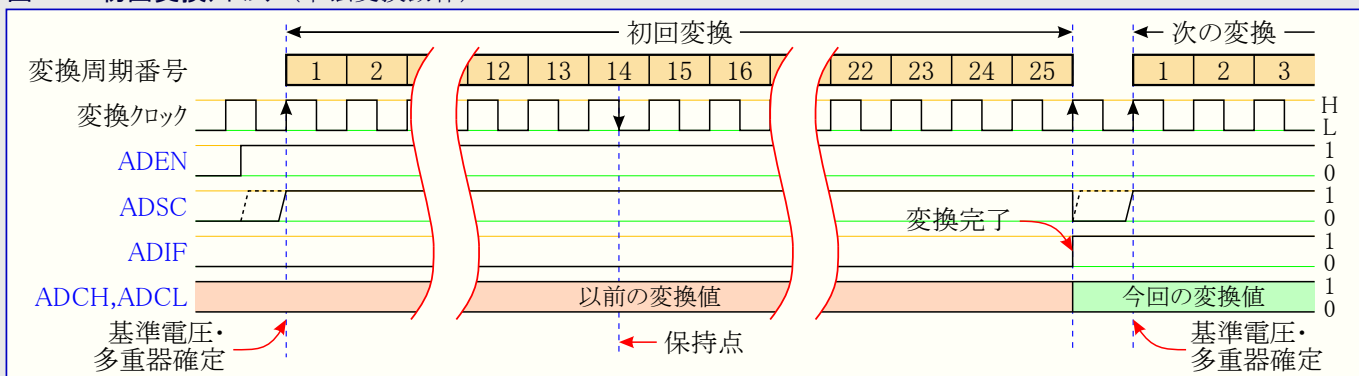 初回変換 次の変換
変換周期番号 1 2 12 13 14 15 16 22 23 24 25 1 2 3
変換クロック H
L
ADEN 1
0
ADSC 1
0
変換完了
ADIF 1
0
ADCH,ADCL 以前の変換値 今回の変換値 1
0
基準電圧・
多重器確定
保持点
基準電圧・
多重器確定